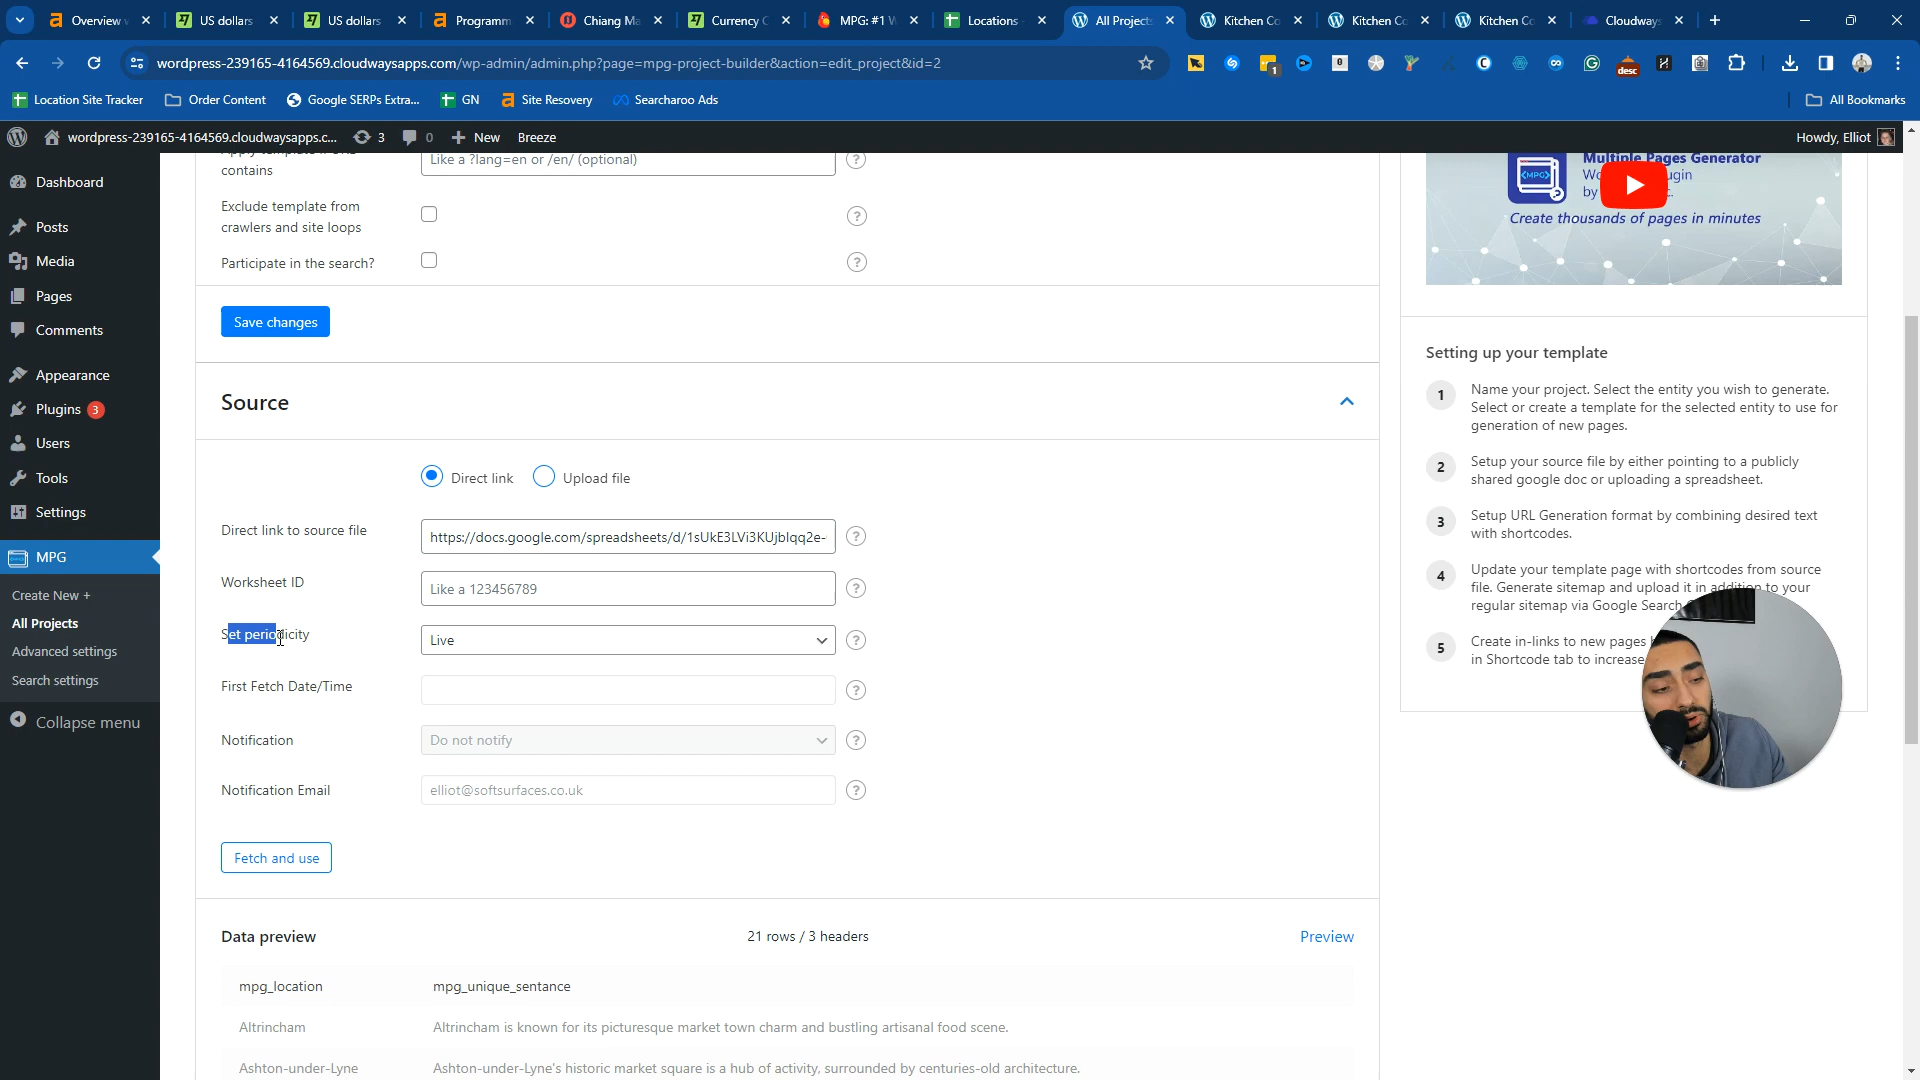 Overview
US dollars
US dollars
Programm
Chiang Ma
Currency C
MPG: #1 W
Locations
All Projects
Kitchen Co
Kitchen Co
Kitchen Co
Cloudways
wordpress-239165-4164569.cloudwaysapps.com/wp-admin/admin.php?page=mpg-project-builder&action=edit_project&id=2
Location Site Tracker
Order Content
Google SERPs Extra...
GN
Site Recovery
Searcharoo Ads
All Bookmarks
wordpress-239165-4164569.cloudwaysapps.c...
3
0
New
Breeze
Howdy, Elliot
Dashboard
Posts
Media
Pages
Comments
Appearance
Plugins 3
Users
Tools
Settings
MPG
Create New +
All Projects
Advanced settings
Search settings
Collapse menu
contains
Like a ?lang=en or /en/ (optional)
Exclude template from
crawlers and site loops
Participate in the search?
Save changes
Source
Direct link
Upload file
Direct link to source file
https://docs.google.com/spreadsheets/d/1sUkE3LVi3KUjblqq2e-
Worksheet ID
Like a 123456789
Set periodicity
Live
First Fetch Date/Time
Notification
Do not notify
Notification Email
elliot@softsurfaces.co.uk
Fetch and use
Data preview
21 rows / 3 headers
Preview
mpg_location
mpg_unique_sentance
Altrincham
Altrincham is known for its picturesque market town charm and bustling artisanal food scene.
Ashton-under-Lyne
Ashton-under-Lyne's historic market square is a hub of activity, surrounded by centuries-old architecture.
Multiple Pages Generator
<MPG>
by
Create thousands of pages in minutes
Setting up your template
1
Name your project. Select the entity you wish to generate.
Select or create a template for the selected entity to use for
generation of new pages.
2
Setup your source file by either pointing to a publicly
shared google doc or uploading a spreadsheet.
3
Setup URL Generation format by combining desired text
with shortcodes.
4
Update your template page with shortcodes from source
file. Generate sitemap and upload it in addition to your
regular sitemap via Google Search
5
Create in-links to new pages
in Shortcode tab to increase